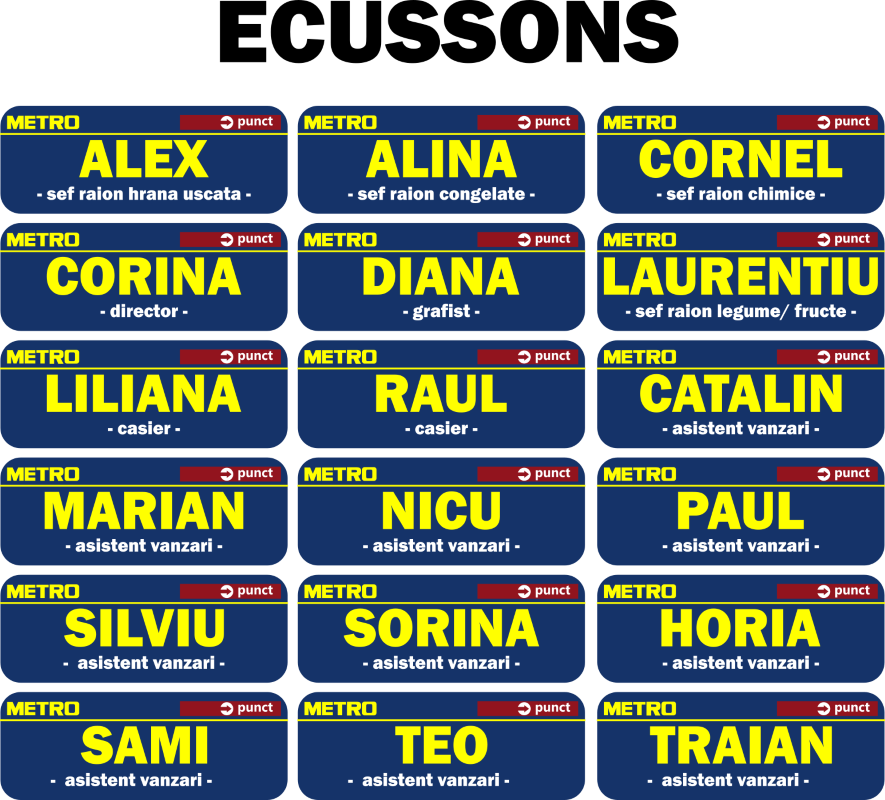 ECUSSONS
METRO punct METRO punct METRO punct
ALEX ALINA CORNEL
- sef raion hrana uscata - - sef raion congelate - - sef raion chimice -
METRO punct METRO punct METRO punct
CORINA DIANA LAURENTIU
- director - - grafist - - sef raion legume/ fructe -
METRO punct METRO punct METRO punct
LILIANA RAUL CATALIN
- casier - - casier - - asistent vanzari -
METRO punct METRO punct METRO punct
MARIAN NICU PAUL
- asistent vanzari - - asistent vanzari - - asistent vanzari -
METRO punct METRO punct METRO punct
SILVIU SORINA HORIA
- asistent vanzari - - asistent vanzari - - asistent vanzari -
METRO punct METRO punct METRO punct
SAMI TEO TRAIAN
- asistent vanzari - - asistent vanzari - - asistent vanzari -